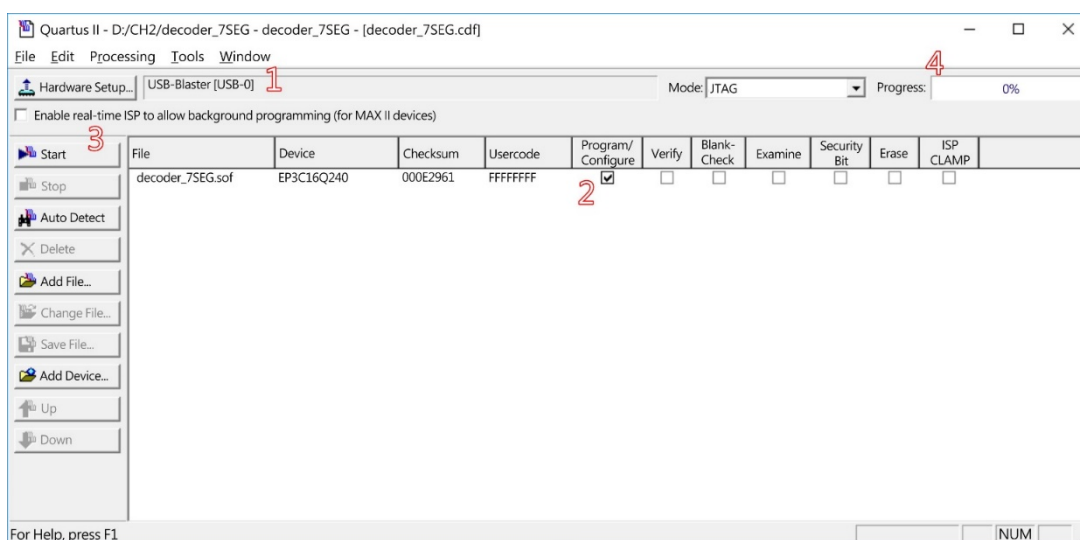 Quartus II - D:/CH2/decoder_7SEG - decoder_7SEG - [decoder_7SEG.cdf]
File Edit Processing Tools Window
4
Hardware Setup... USB-Blaster [USB-0] 1 Mode: JTAG Progress: 0%
Enable real-time ISP to allow background programming (for MAX II devices)
3
Start File Device Checksum Usercode Program/ Configure Verify Blank- Check Examine Security Bit Erase ISP CLAMP
decoder_7SEG.sof EP3C16Q240 000E2961 FFFFFFFF
2
Stop
Auto Detect
Delete
Add File...
Change File...
Save File...
Add Device...
Up
Down
For Help, press F1 NUM